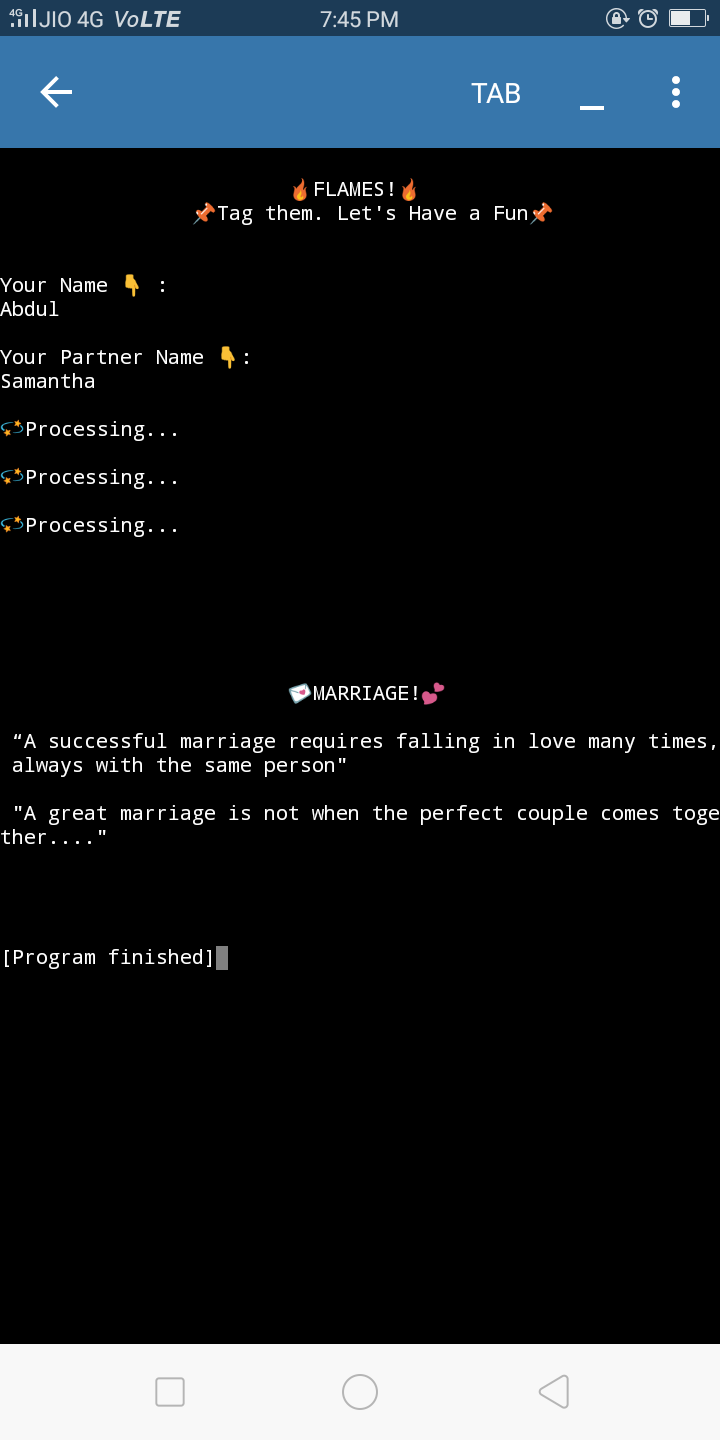 4G JIO 4G VoLTE 7:45 PM
TAB
🔥FLAMES!🔥
📌Tag them. Let's Have a Fun📌
Your Name 👇 :
Abdul
Your Partner Name 👇:
Samantha
💫Processing...
💫Processing...
💫Processing...
💌MARRIAGE!💕
“A successful marriage requires falling in love many times,
always with the same person"
"A great marriage is not when the perfect couple comes toge
ther...."
[Program finished]